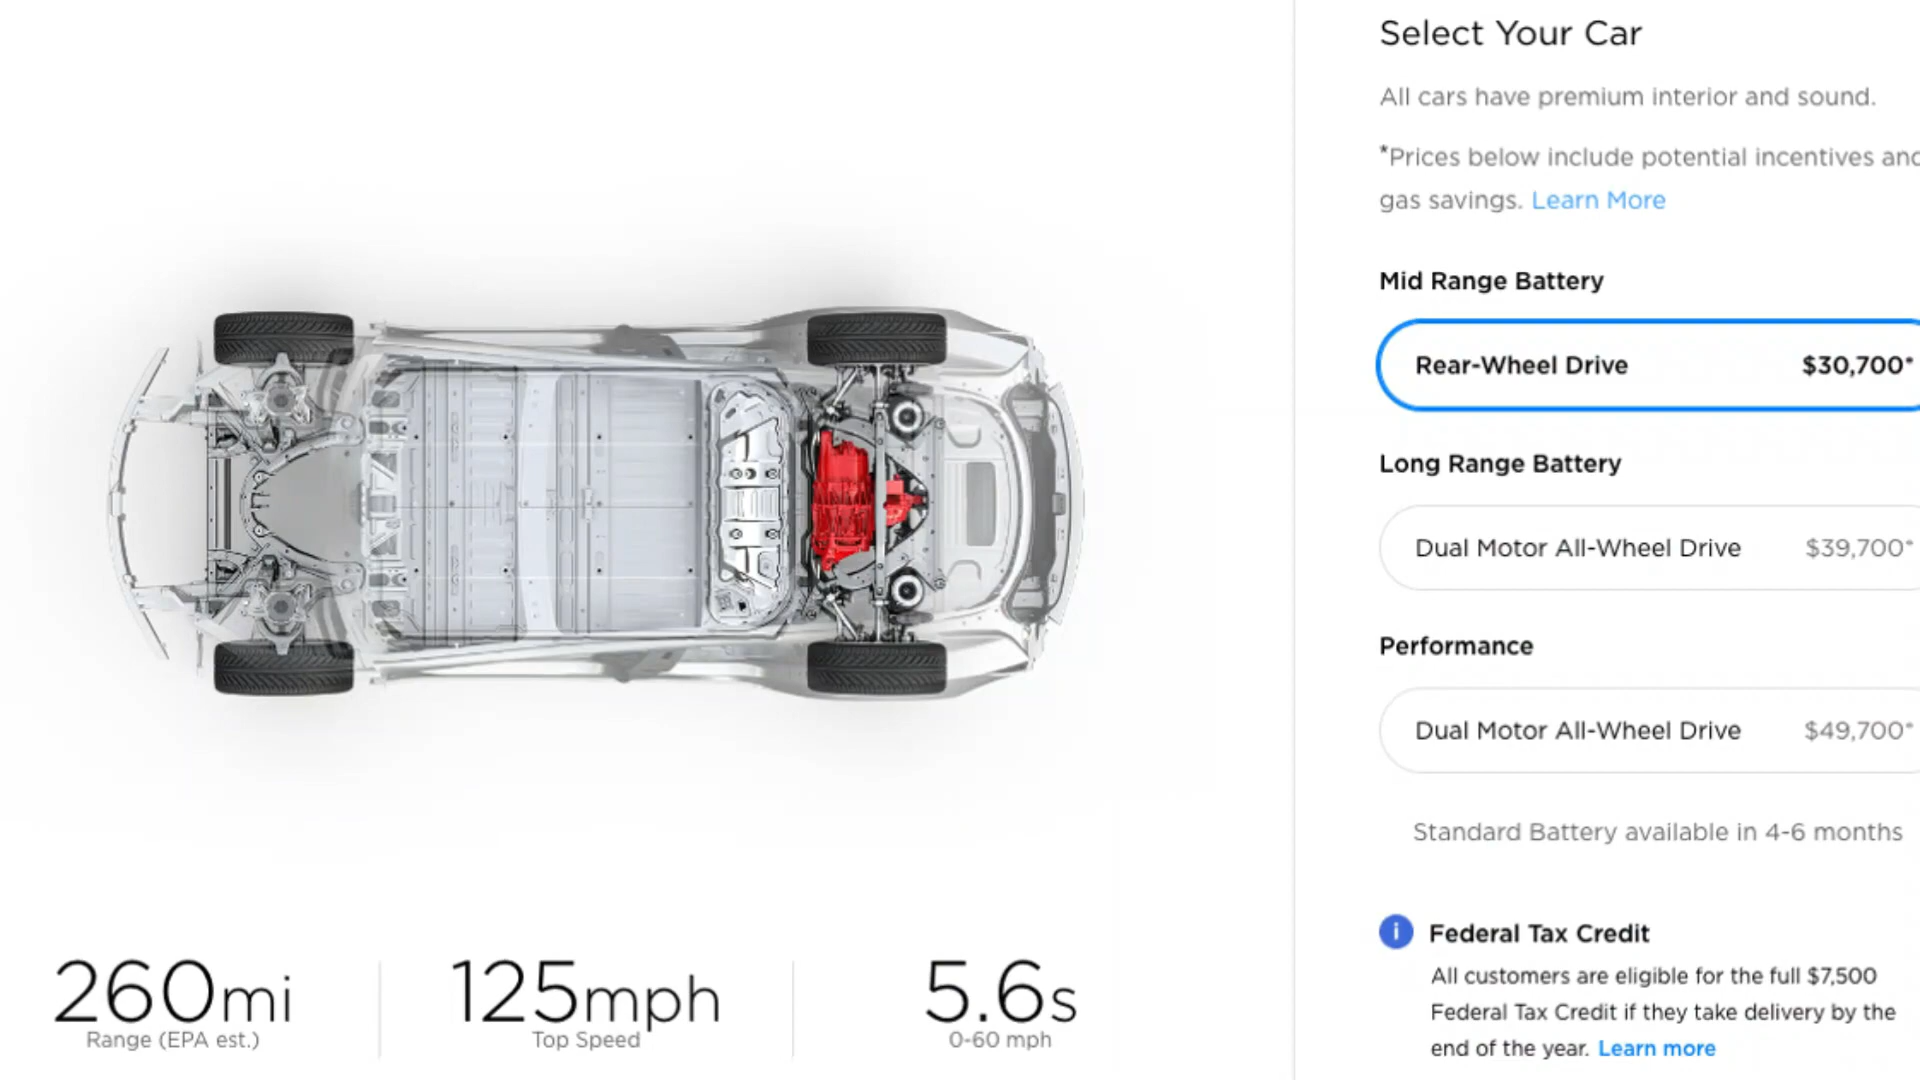 Select Your Car
All cars have premium interior and sound.
*Prices below include potential incentives and
gas savings. Learn More
Mid Range Battery
Rear-Wheel Drive $30,700*
Long Range Battery
Dual Motor All-Wheel Drive $39,700*
Performance
Dual Motor All-Wheel Drive $49,700*
Standard Battery available in 4-6 months
i Federal Tax Credit
All customers are eligible for the full $7,500
Federal Tax Credit if they take delivery by the
end of the year. Learn more
260mi 125mph 5.6s
Range (EPA est.) Top Speed 0-60 mph